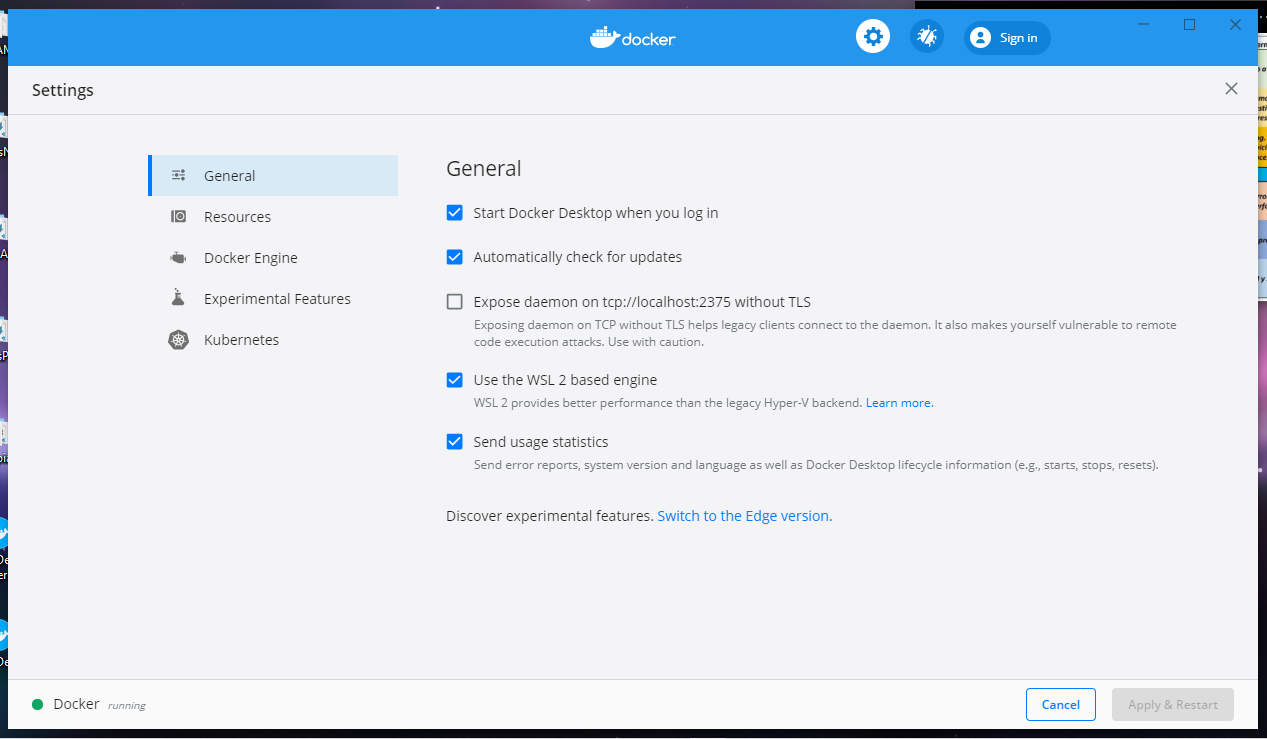 docker
Sign in
Settings
General
Resources
Docker Engine
Experimental Features
Kubernetes
General
Start Docker Desktop when you log in
Automatically check for updates
Expose daemon on tcp://localhost:2375 without TLS
Exposing daemon on TCP without TLS helps legacy clients connect to the daemon. It also makes yourself vulnerable to remote
code execution attacks. Use with caution.
Use the WSL 2 based engine
WSL 2 provides better performance than the legacy Hyper-V backend. Learn more.
Send usage statistics
Send error reports, system version and language as well as Docker Desktop lifecycle information (e.g., starts, stops, resets).
Discover experimental features. Switch to the Edge version.
Docker running
Cancel
Apply & Restart